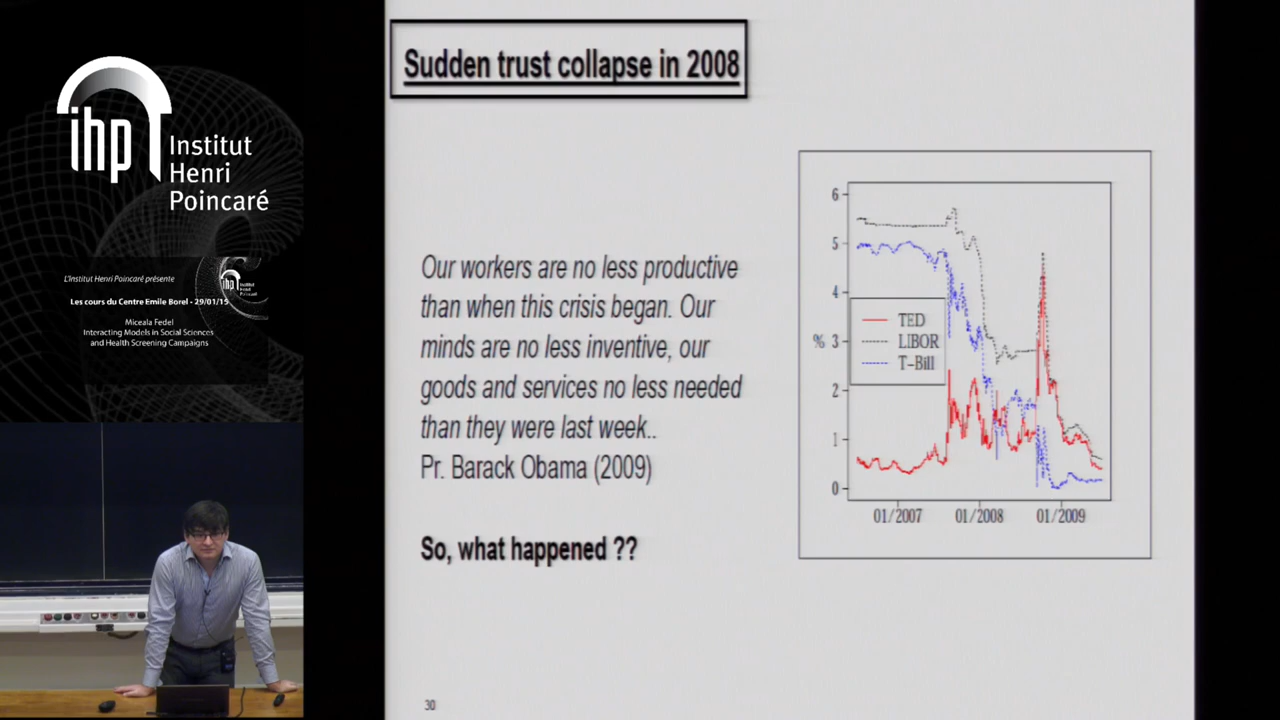 ihp
Institut
Henri
Poincaré
L'Institut Henri Poincaré présente
Les cours du Centre Emile Borel - 29/01/15
Miceala Fedel
Interacting Models in Social Sciences
and Health Screening Campaigns
ihp
Sudden trust collapse in 2008
Our workers are no less productive
than when this crisis began. Our
minds are no less inventive, our
goods and services no less needed
than they were last week..
Pr. Barack Obama (2009)
So, what happened ??
30
6
5
4
3
2
1
0
%
TED
LIBOR
T-Bill
01/2007
01/2008
01/2009